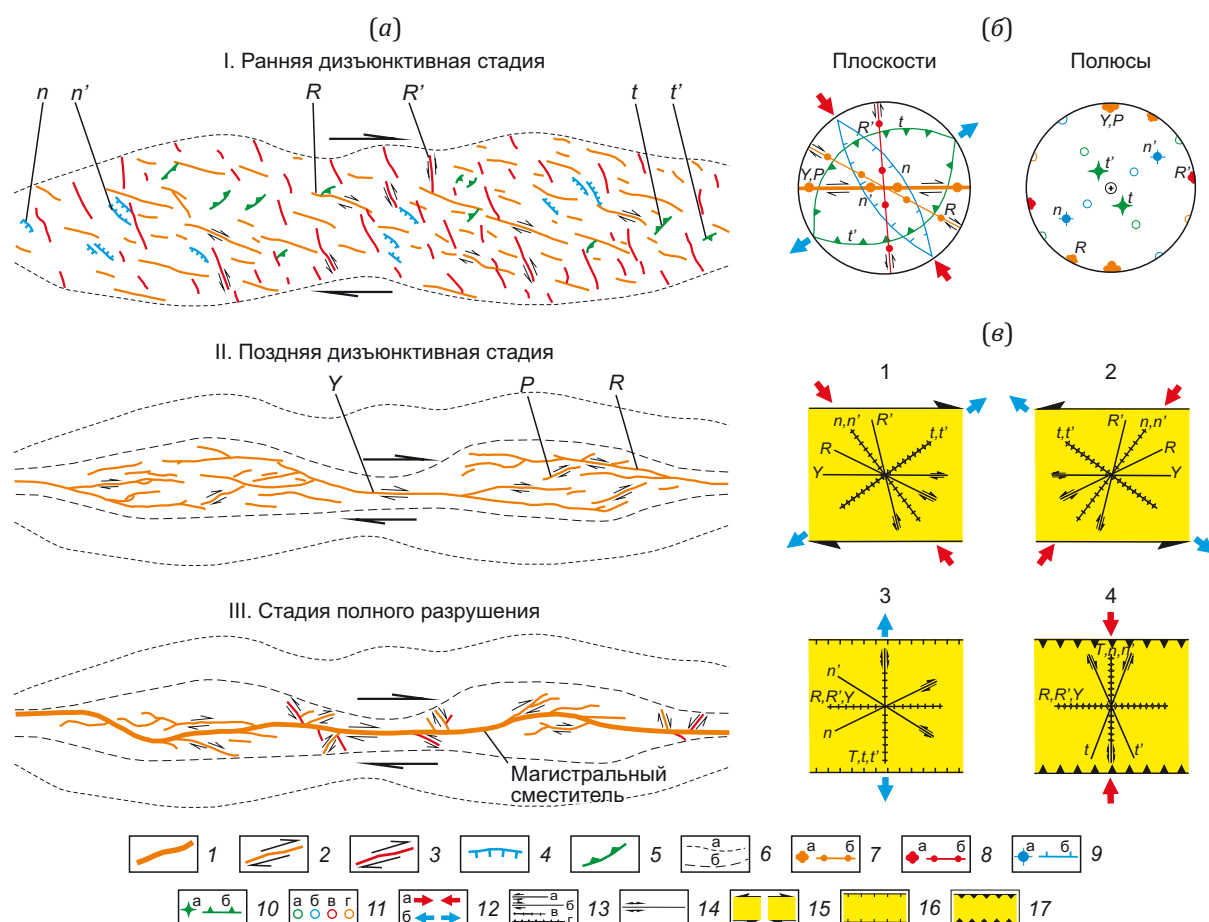 (а)
I. Ранняя дизъюнктивная стадия
n n' R R' t t'
II. Поздняя дизъюнктивная стадия
Y P R
III. Стадия полного разрушения
Магистральный
сместитель
(б)
Плоскости Полюсы
R' t
Y,P n
n R
t'
Y,P
n'
t' R'
n t
R
(в)
1 2
n,n' R' t,t'
R
Y
R' n,n'
t,t' R
Y
3 4
n'
R,R',Y
n
T,t,t'
T,n,n'
R,R',Y
t t'
1 2 3 4 5 а б 6 а б 7 а б 8 а б 9
а б 10 а б в г 11 а б 12 а б в г 13 14 15 16 17